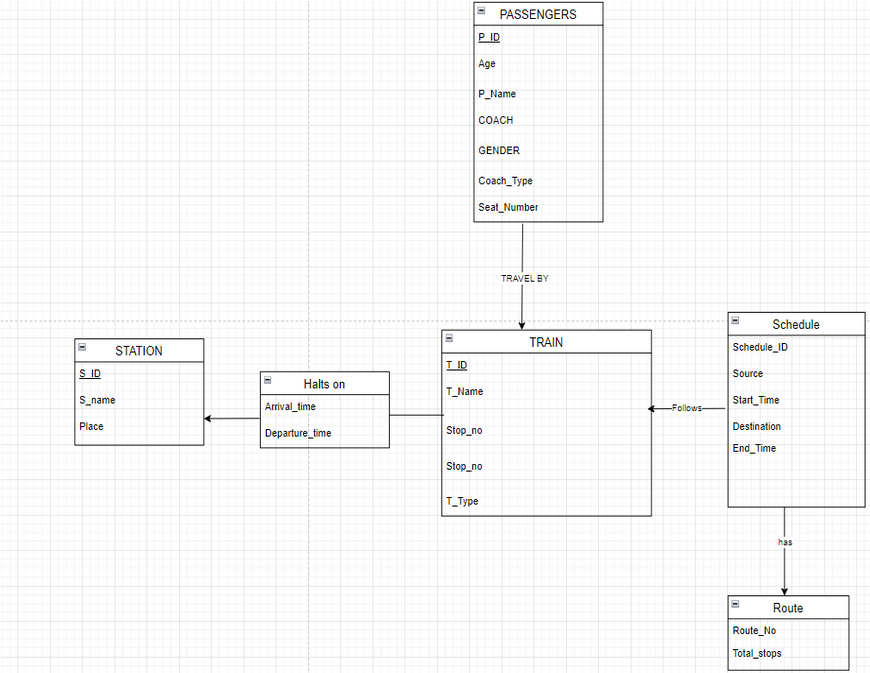 PASSENGERS
P_ID
Age
P_Name
COACH
GENDER
Coach_Type
Seat_Number
TRAVEL BY
STATION
S_ID
S_name
Place
Halts on
Arrival_time
Departure_time
TRAIN
T_ID
T_Name
Stop_no
Stop_no
T_Type
Follows
Schedule
Schedule_ID
Source
Start_Time
Destination
End_Time
has
Route
Route_No
Total_stops